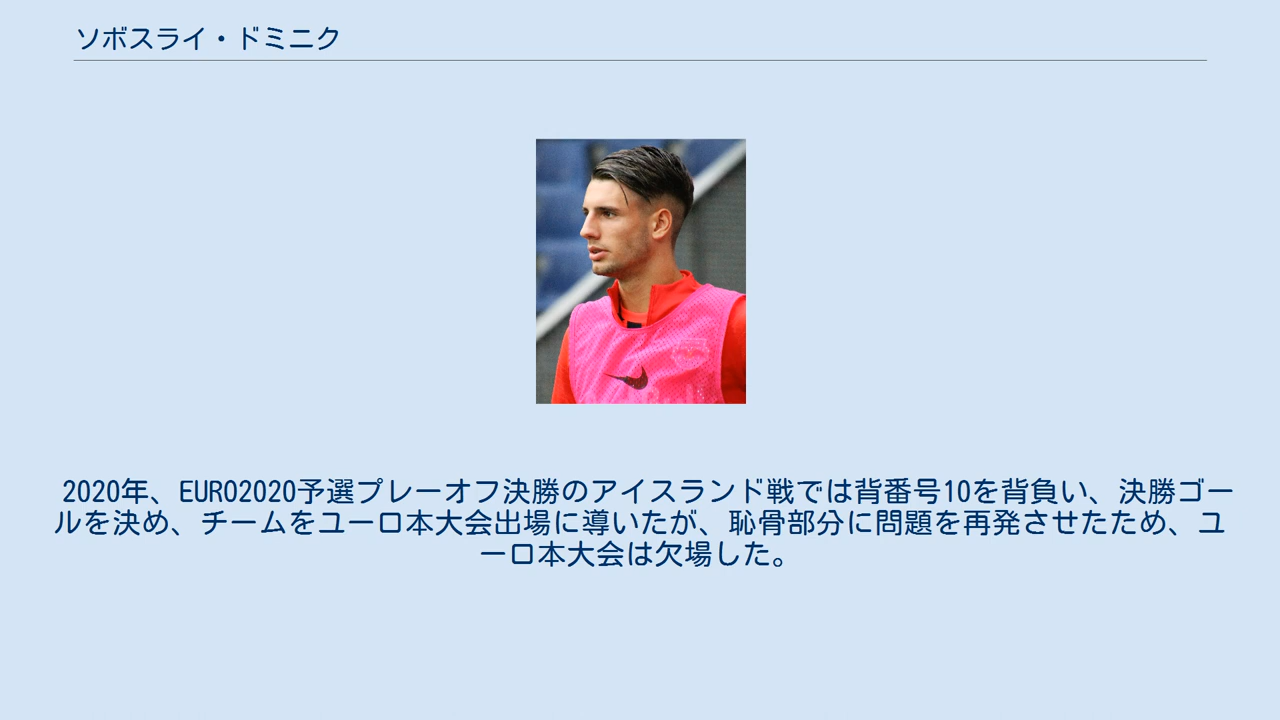 ソボスライ・ドミニク
2020年、EURO2020予選プレーオフ決勝のアイスランド戦では背番号10を背負い、決勝ゴー
ルを決め、チームをユーロ本大会出場に導いたが、恥骨部分に問題を再発させたため、ユ
ーロ本大会は欠場した。